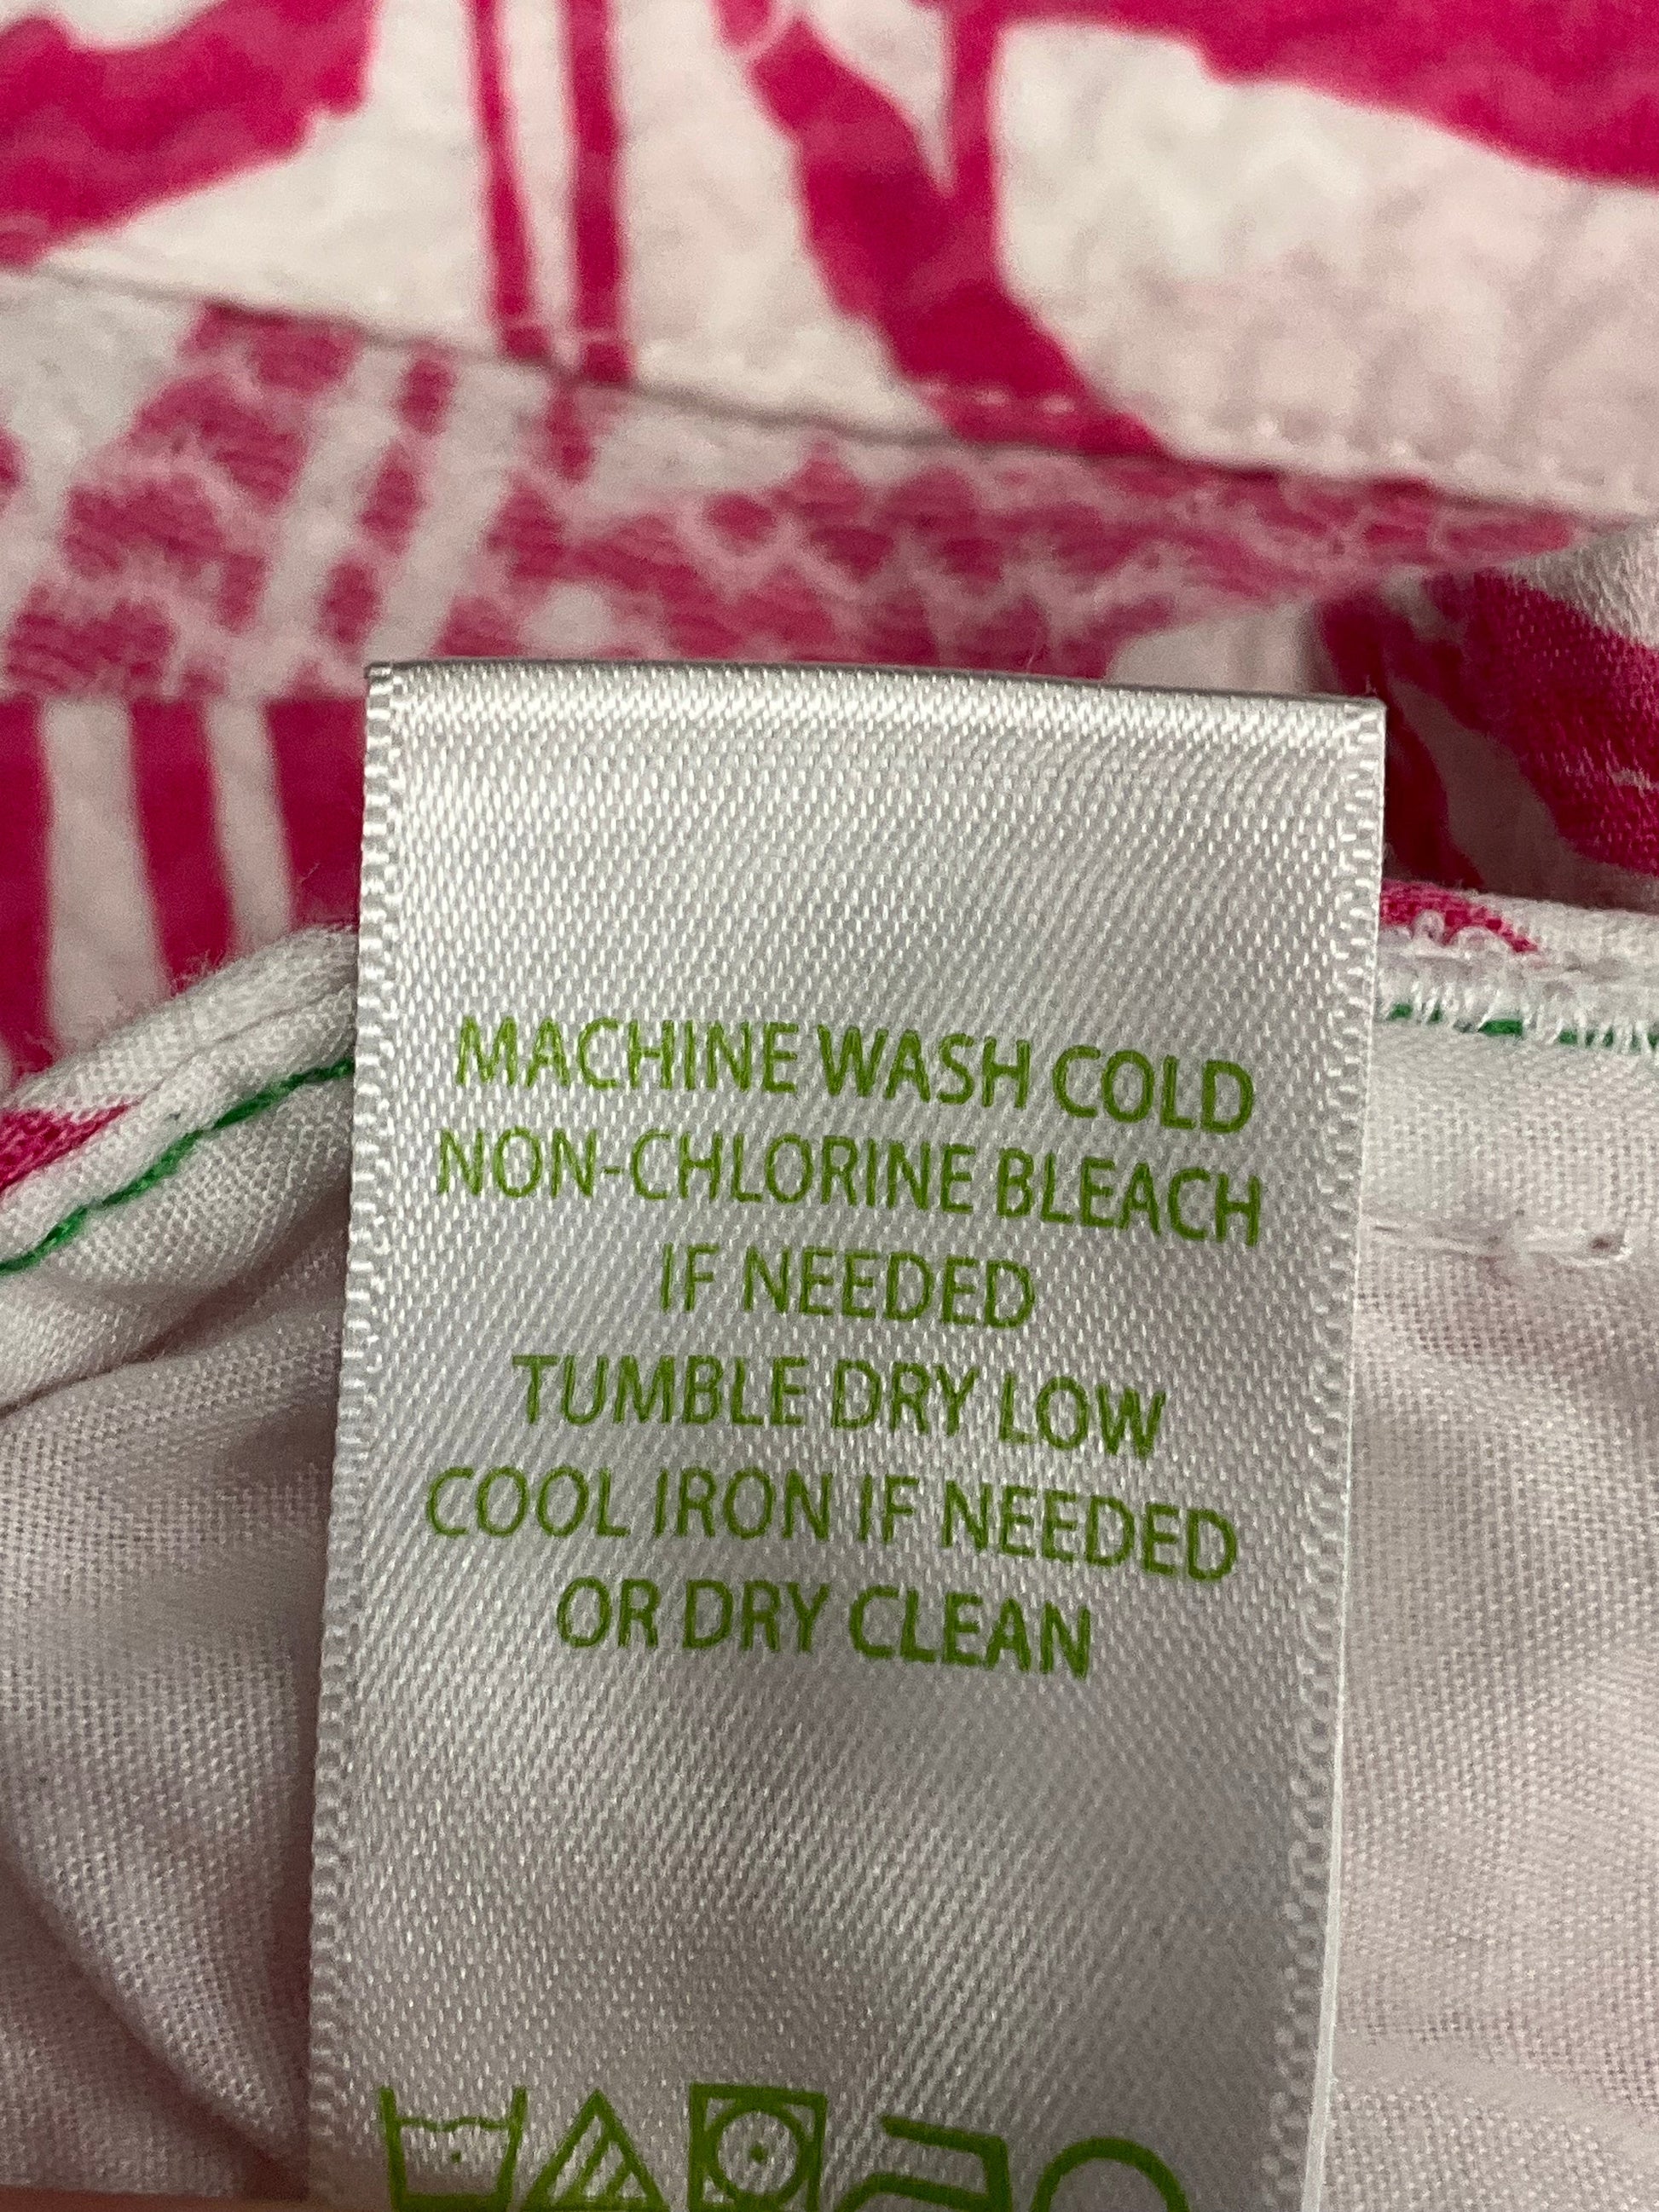 MACHINE WASH COLD
NON-CHLORINE BLEACH
IF NEEDED
TUMBLE DRY LOW
COOL IRON IF NEEDED
OR DRY CLEAN